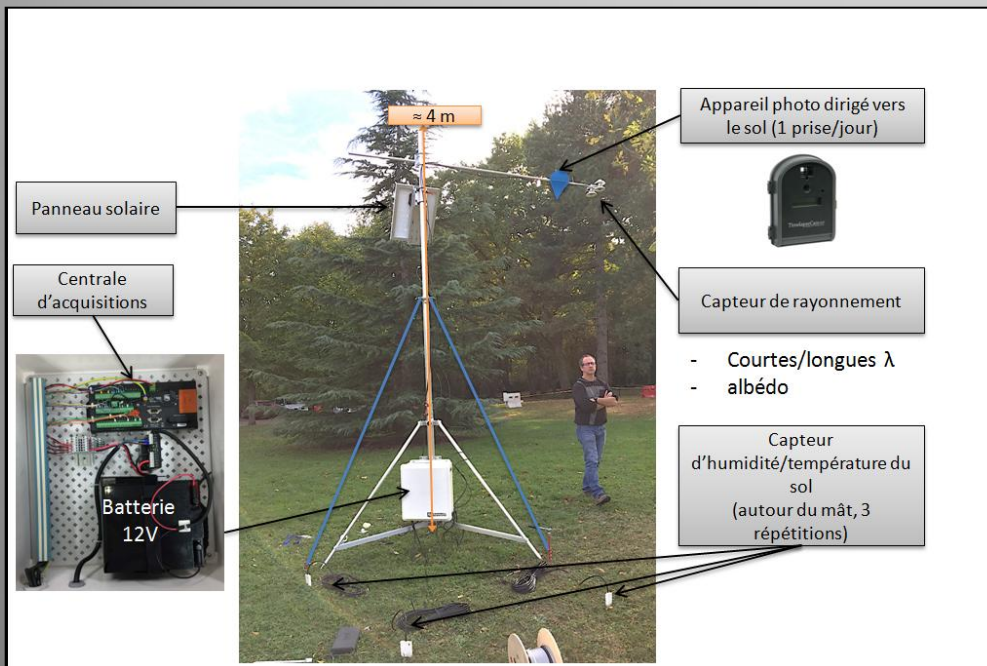 ≈ 4 m
Appareil photo dirigé vers
le sol (1 prise/jour)
Panneau solaire
Centrale
d'acquisitions
Capteur de rayonnement
- Courtes/longues λ
- albédo
Capteur
d'humidité/température du
sol
(autour du mât, 3
répétitions)
Batterie
12V